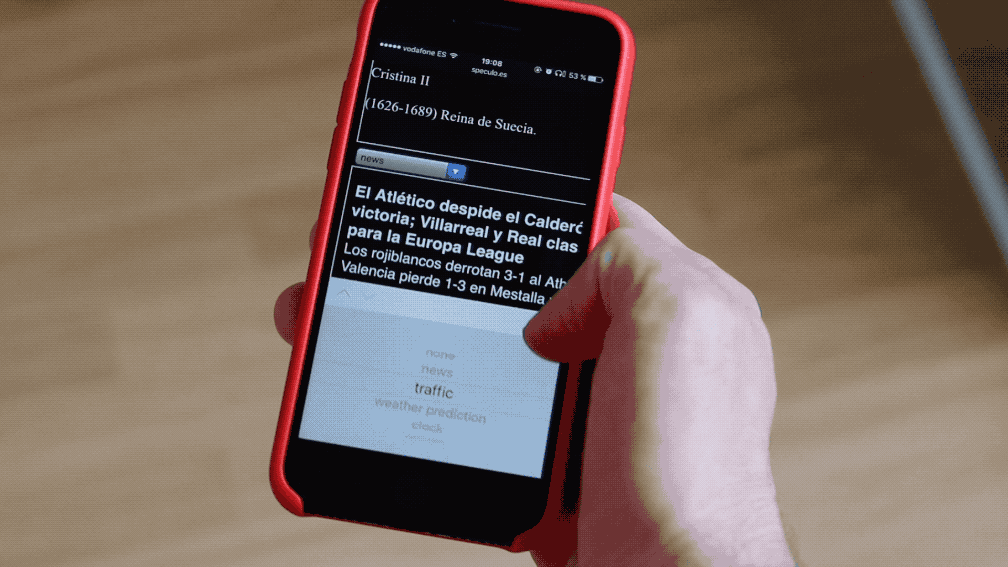 vodafone ES
19:08
53 %
speculo.es
Cristina II
(1626-1689) Reina de Suecia.
news
El Atlético despide el Calderó
victoria; Villarreal y Real clas
para la Europa League
Los rojiblancos derrotan 3-1 al Ath
Valencia pierde 1-3 en Mestalla
none
news
traffic
weather prediction
clock